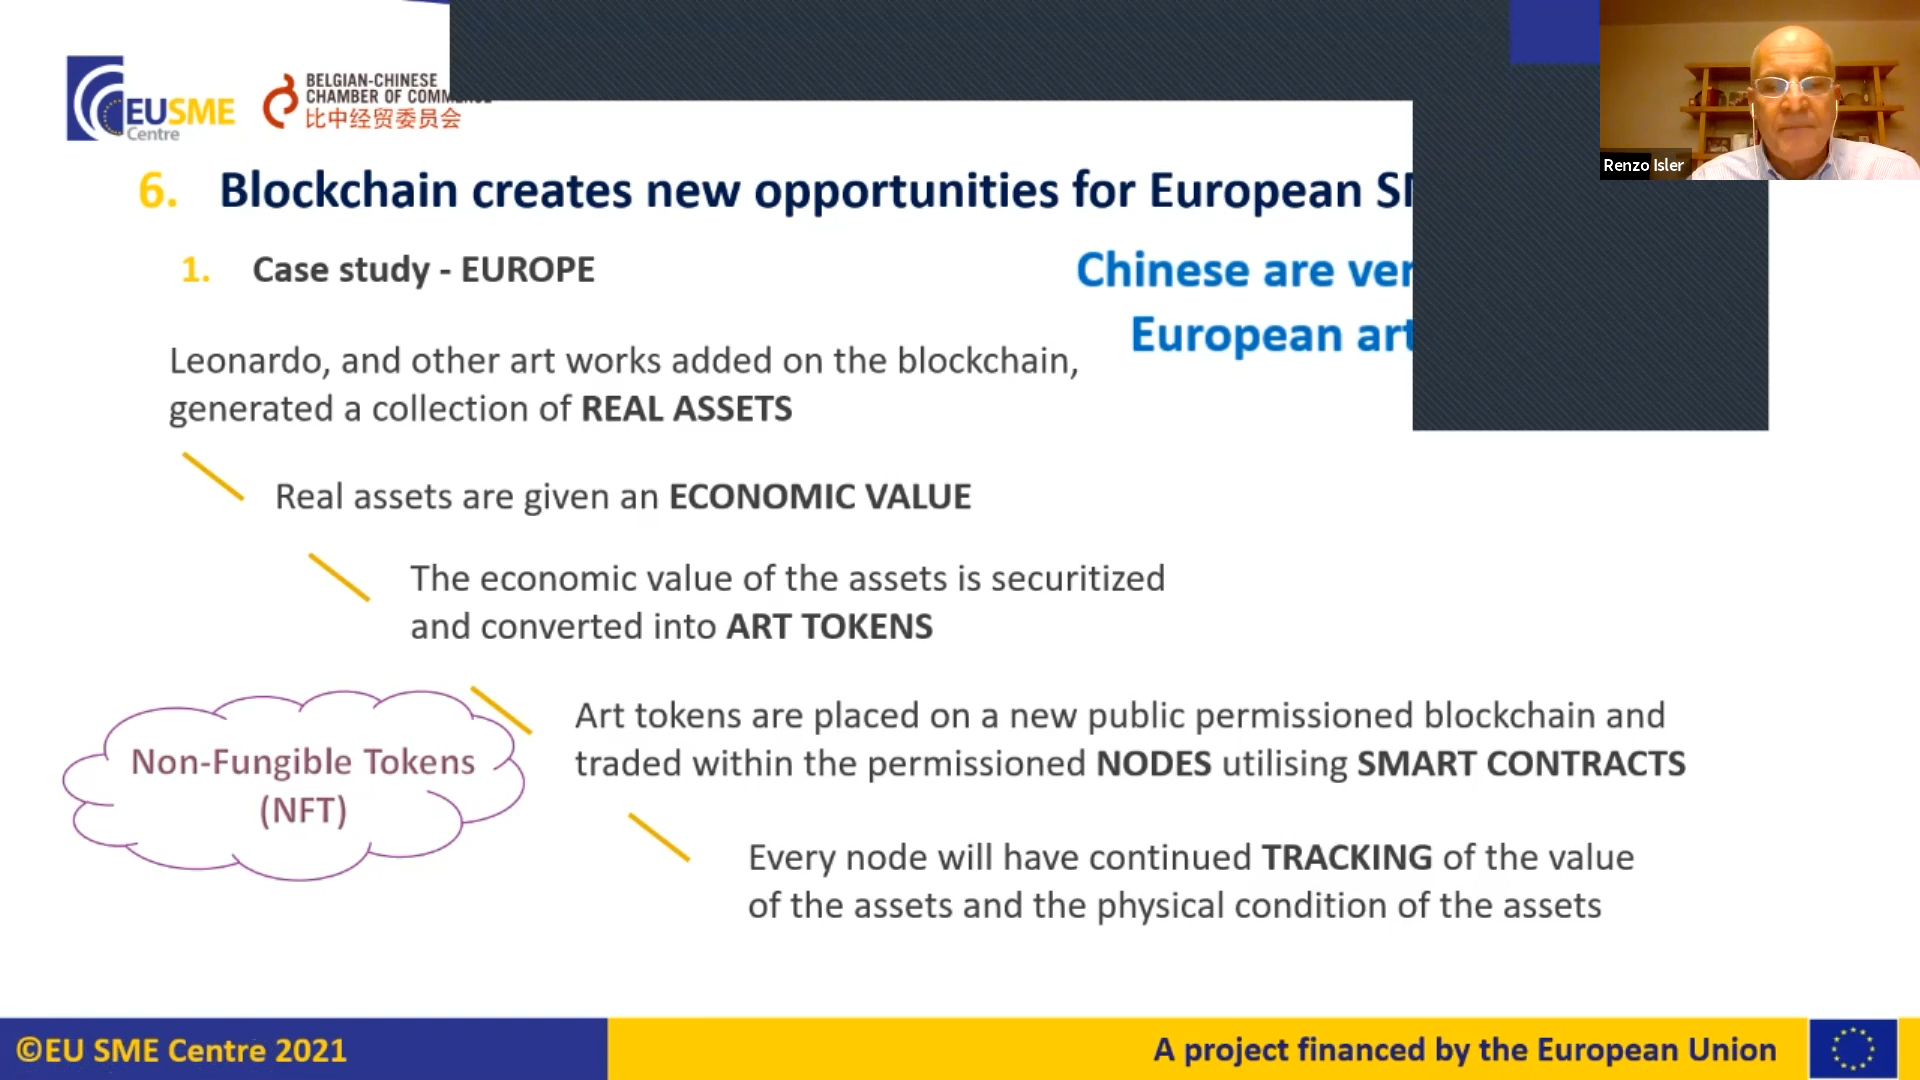 EUSME
Centre
BELGIAN-CHINESE
CHAMBER OF COMMERCE
比中经贸委员会
Renzo Isler
6. Blockchain creates new opportunities for European
1. Case study - EUROPE
Chinese are
European art
Leonardo, and other art works added on the blockchain,
generated a collection of REAL ASSETS
Real assets are given an ECONOMIC VALUE
The economic value of the assets is securitized
and converted into ART TOKENS
Non-Fungible Tokens
(NFT)
Art tokens are placed on a new public permissioned blockchain and
traded within the permissioned NODES utilising SMART CONTRACTS
Every node will have continued TRACKING of the value
of the assets and the physical condition of the assets
©EU SME Centre 2021
A project financed by the European Union